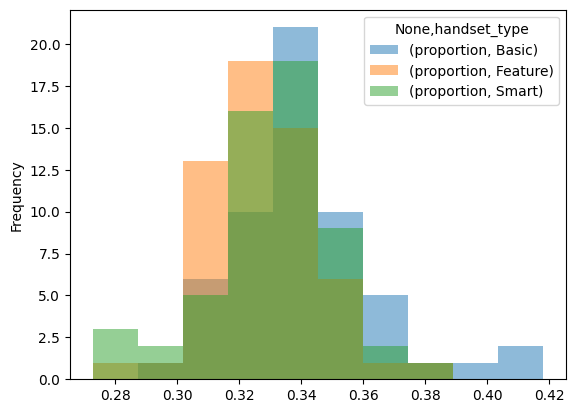 None,handset_type
(proportion, Basic)
(proportion, Feature)
(proportion, Smart)
Frequency
20.0
17.5
15.0
12.5
10.0
7.5
5.0
2.5
0.0
0.28 0.30 0.32 0.34 0.36 0.38 0.40 0.42